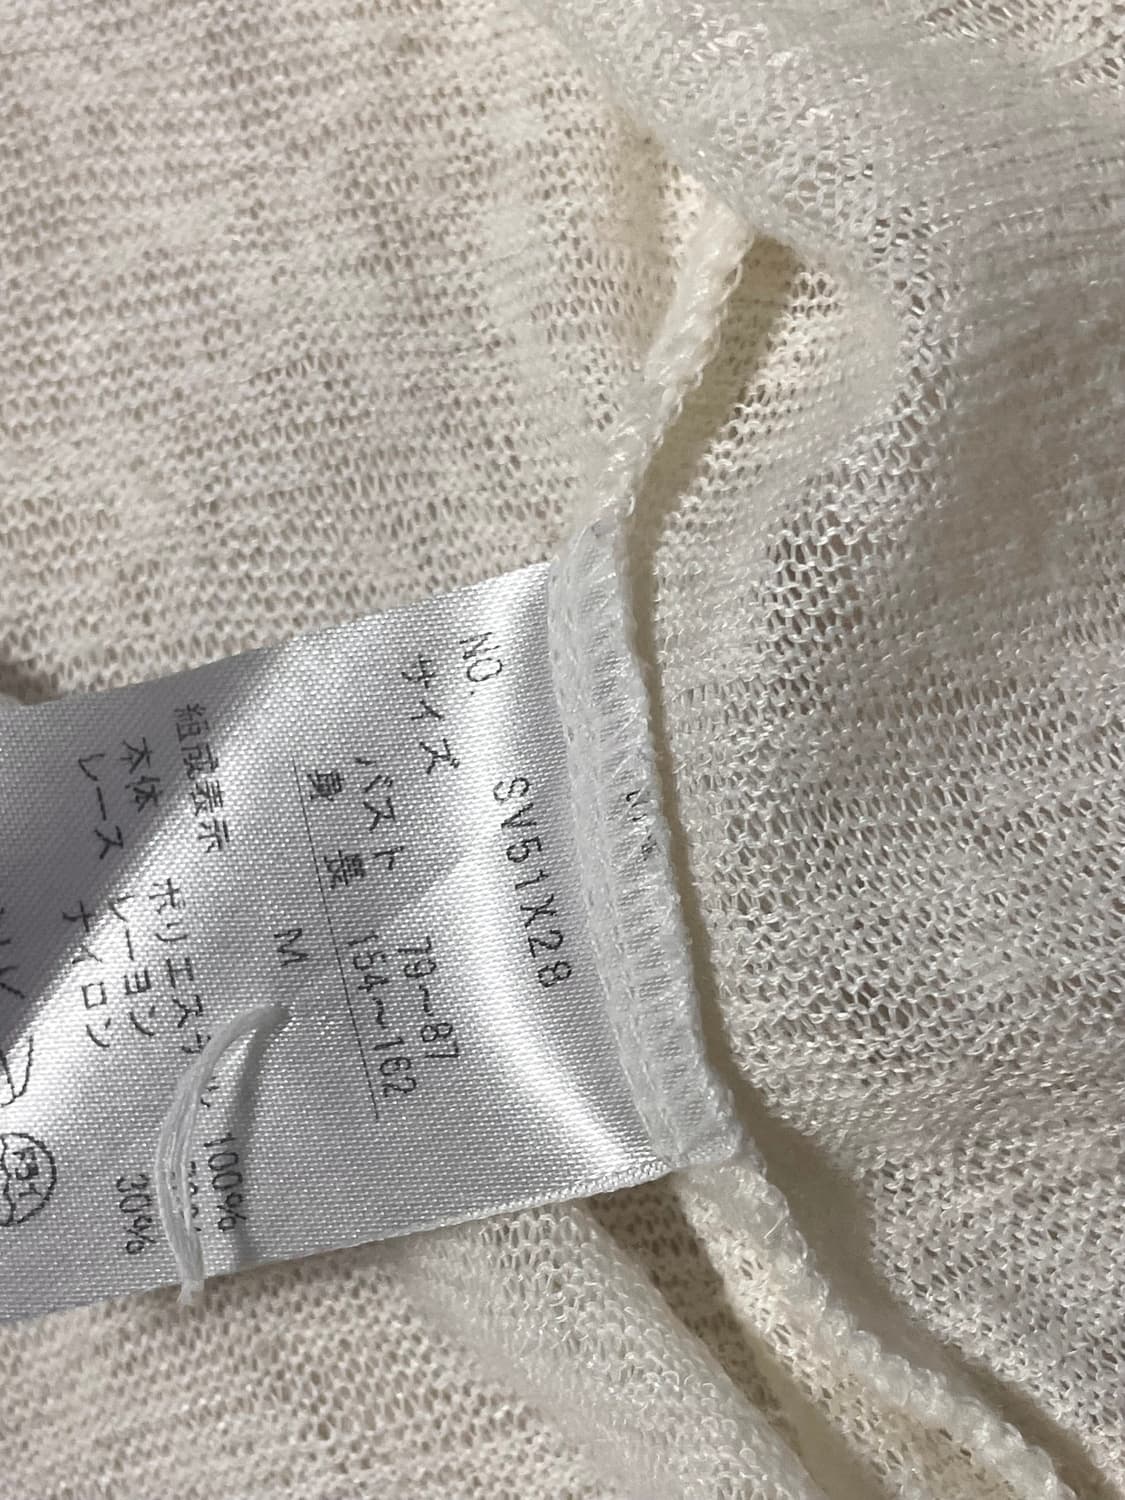 NO. SV51X28
サイズ
バスト 79〜87
身長 154〜162
M
組成表示
本体 ポリエステル 100%
レース レーヨン
ナイロン 30%